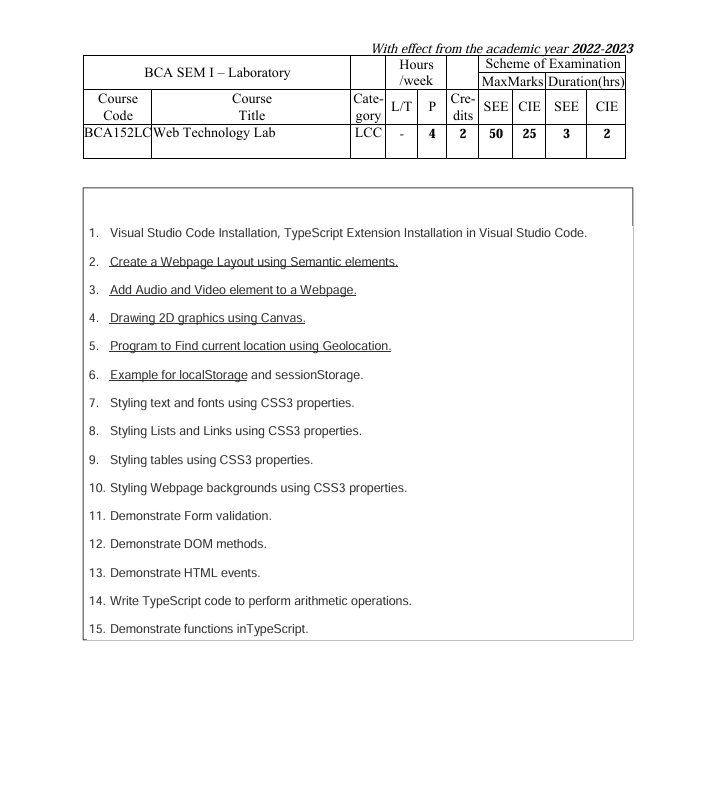 With effect from the academic year 2022-2023
BCA SEM I – Laboratory
Hours
/week
Scheme of Examination
MaxMarks Duration(hrs)
Course
Code
Course
Title
Cate-
gory
L/T P
Cre-
dits
SEE CIE SEE CIE
BCA152LC Web Technology Lab LCC - 4 2 50 25 3 2
1. Visual Studio Code Installation, TypeScript Extension Installation in Visual Studio Code.
2. Create a Webpage Layout using Semantic elements.
3. Add Audio and Video element to a Webpage.
4. Drawing 2D graphics using Canvas.
5. Program to Find current location using Geolocation.
6. Example for localStorage and sessionStorage.
7. Styling text and fonts using CSS3 properties.
8. Styling Lists and Links using CSS3 properties.
9. Styling tables using CSS3 properties.
10. Styling Webpage backgrounds using CSS3 properties.
11. Demonstrate Form validation.
12. Demonstrate DOM methods.
13. Demonstrate HTML events.
14. Write TypeScript code to perform arithmetic operations.
15. Demonstrate functions inTypeScript.